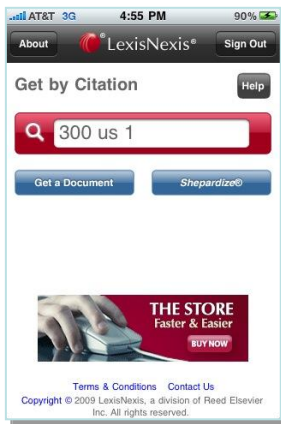 AT&T 3G 4:55 PM 90%
About LexisNexis® Sign Out
Get by Citation Help
300 us 1
Get a Document Shepardize®
THE STORE
Faster & Easier
BUY NOW
Terms & Conditions Contact Us
Copyright © 2009 LexisNexis, a division of Reed Elsevier
Inc. All rights reserved.